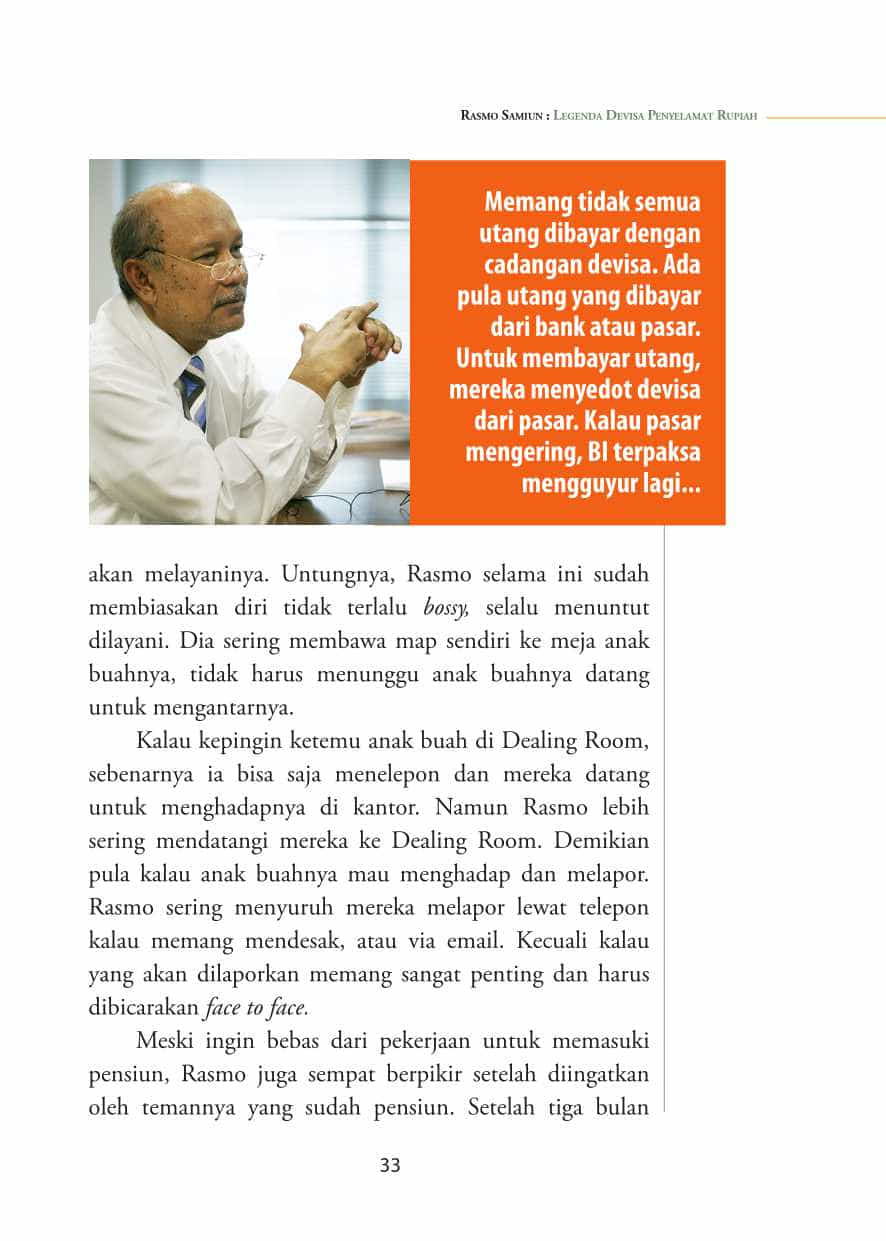 Rasmo Samiun : Legenda Devisa Penyelamat Rupiah
Memang tidak semua
utang dibayar dengan
cadangan devisa. Ada
pula utang yang dibayar
dari bank atau pasar.
Untuk membayar utang,
mereka menyedot devisa
dari pasar. Kalau pasar
mengering, BI terpaksa
mengguyur lagi...
akan melayaninya. Untungnya, Rasmo selama ini sudah
membiasakan diri tidak terlalu bossy, selalu menuntut
dilayani. Dia sering membawa map sendiri ke meja anak
buahnya, tidak harus menunggu anak buahnya datang
untuk mengantarnya.
Kalau kepingin ketemu anak buah di Dealing Room,
sebenarnya ia bisa saja menelepon dan mereka datang
untuk menghadapnya di kantor. Namun Rasmo lebih
sering mendatangi mereka ke Dealing Room. Demikian
pula kalau anak buahnya mau menghadap dan melapor.
Rasmo sering menyuruh mereka melapor lewat telepon
kalau memang mendesak, atau via email. Kecuali kalau
yang akan dilaporkan memang sangat penting dan harus
dibicarakan face to face.
Meski ingin bebas dari pekerjaan untuk memasuki
pensiun, Rasmo juga sempat berpikir setelah diingatkan
oleh temannya yang sudah pensiun. Setelah tiga bulan
33